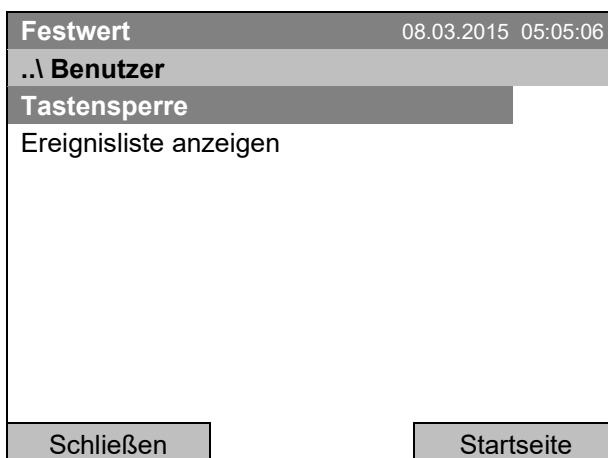 Festwert 08.03.2015 05:05:06
..\ Benutzer
Tastensperre
Ereignisliste anzeigen
Schließen Startseite